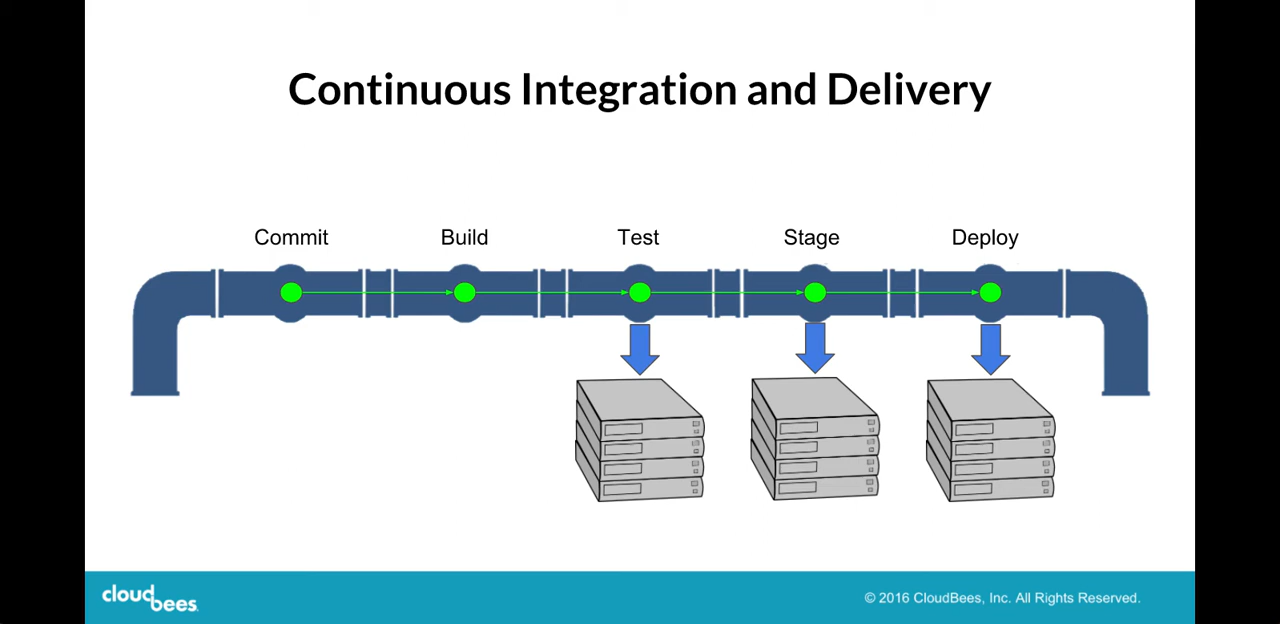 Continuous Integration and Delivery
Commit Build Test Stage Deploy
cloudbees
© 2016 CloudBees, Inc. All Rights Reserved.